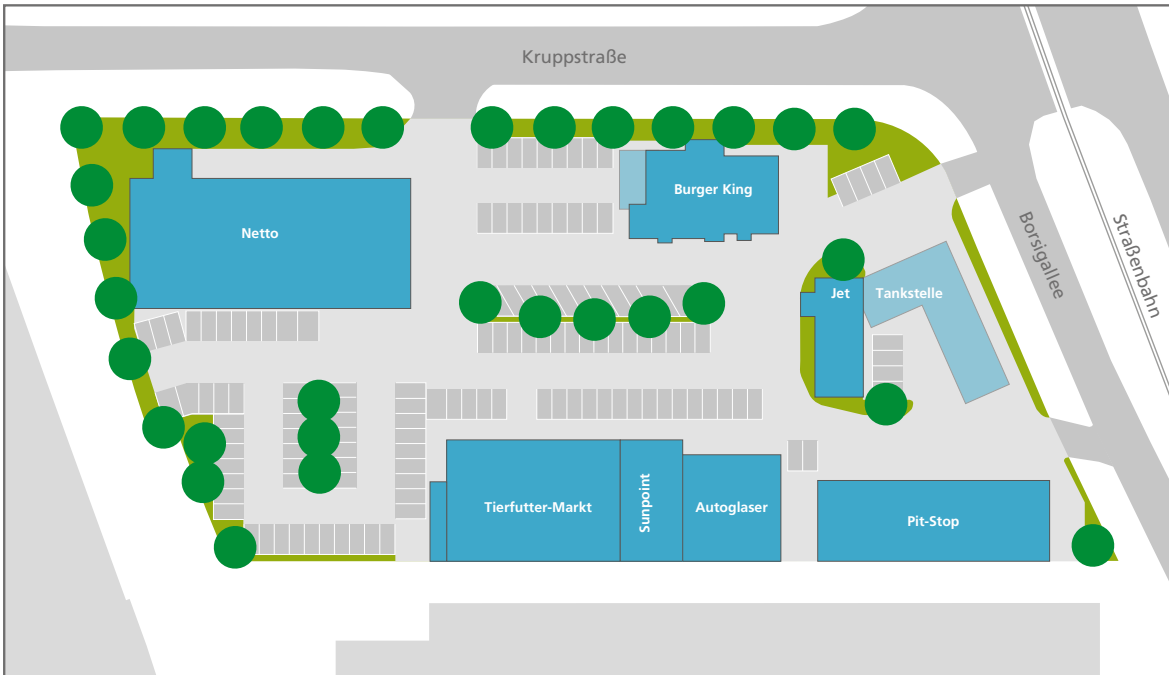 Kruppstraße
Burger King
Netto
Borsigallee
Straßenbahn
Jet
Tankstelle
Tierfutter-Markt
Sunpoint
Autoglaser
Pit-Stop